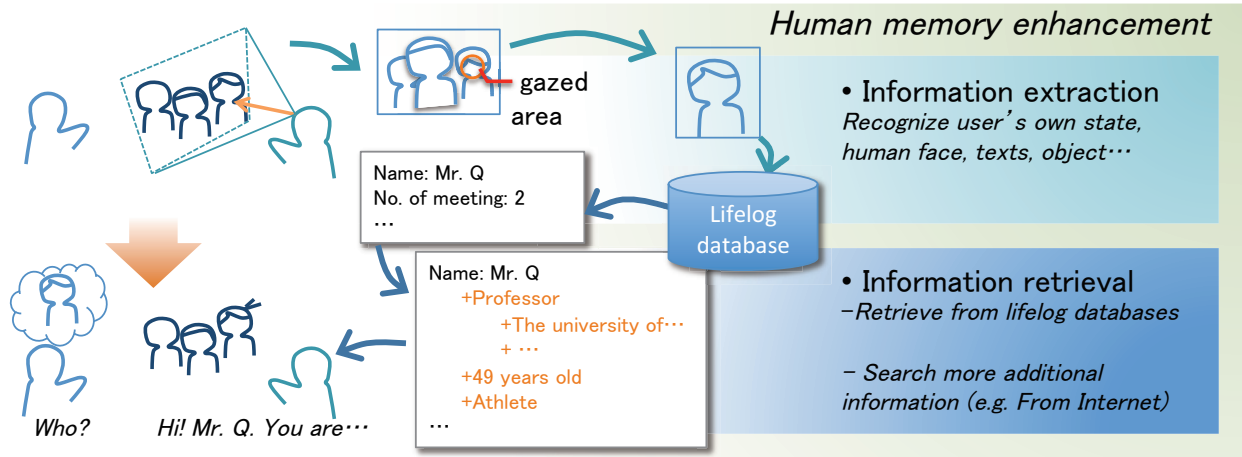 Human memory enhancement
gazed
area
• Information extraction
Recognize user's own state,
human face, texts, object…
Name: Mr. Q
No. of meeting: 2
…
Lifelog
database
Name: Mr. Q
+Professor
+The university of…
+ …
+49 years old
+Athlete
…
• Information retrieval
-Retrieve from lifelog databases
- Search more additional
information (e.g. From Internet)
Who?
Hi! Mr. Q. You are…